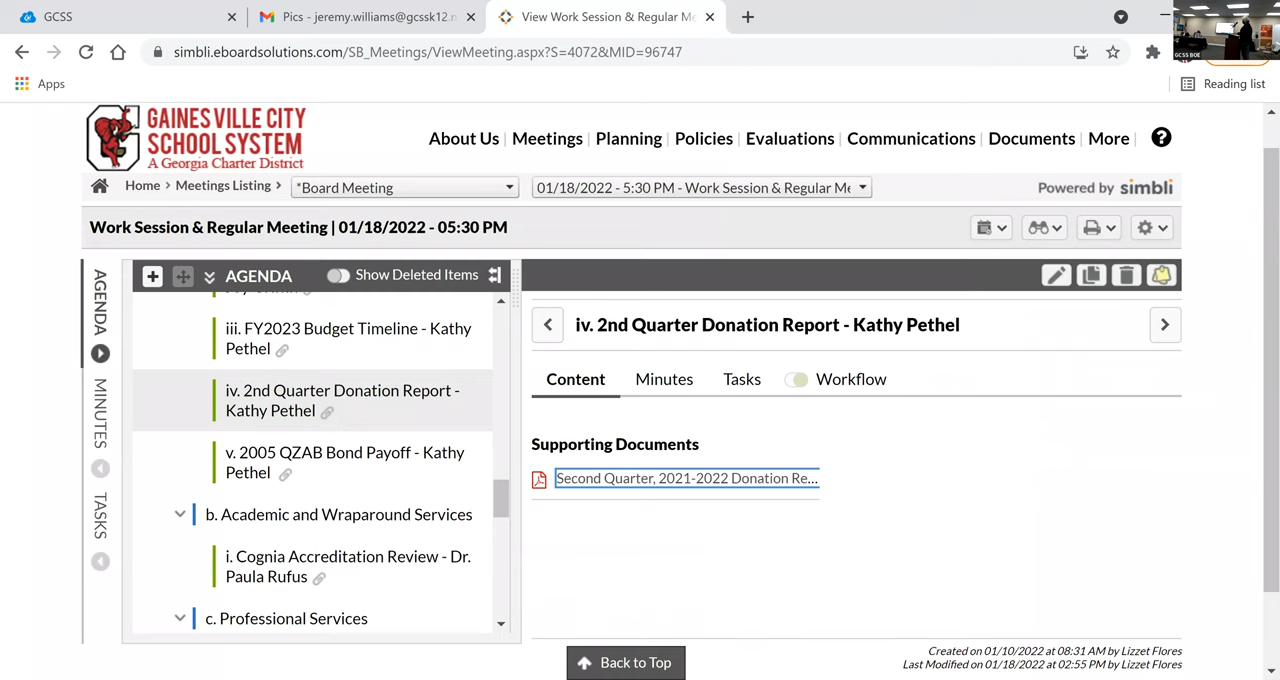 GCSS
Pics - jeremy.williams@gcssk12.n
View Work Session & Regular Me
simbli.eboardsolutions.com/SB_Meetings/ViewMeeting.aspx?S=4072&MID=96747
GCSS BOE
Apps
Reading list
GAINESVILLE CITY
SCHOOL SYSTEM
A Georgia Charter District
About Us | Meetings | Planning | Policies | Evaluations | Communications | Documents | More | ?
Home > Meetings Listing > *Board Meeting 01/18/2022 - 5:30 PM - Work Session & Regular Me
Powered by simbli
Work Session & Regular Meeting | 01/18/2022 - 05:30 PM
AGENDA
MINUTES
TASKS
AGENDA Show Deleted Items
iii. FY2023 Budget Timeline - Kathy
Pethel
iv. 2nd Quarter Donation Report -
Kathy Pethel
v. 2005 QZAB Bond Payoff - Kathy
Pethel
b. Academic and Wraparound Services
i. Cognia Accreditation Review - Dr.
Paula Rufus
c. Professional Services
iv. 2nd Quarter Donation Report - Kathy Pethel
Content Minutes Tasks Workflow
Supporting Documents
Second Quarter, 2021-2022 Donation Re...
Back to Top
Created on 01/10/2022 at 08:31 AM by Lizzet Flores
Last Modified on 01/18/2022 at 02:55 PM by Lizzet Flores